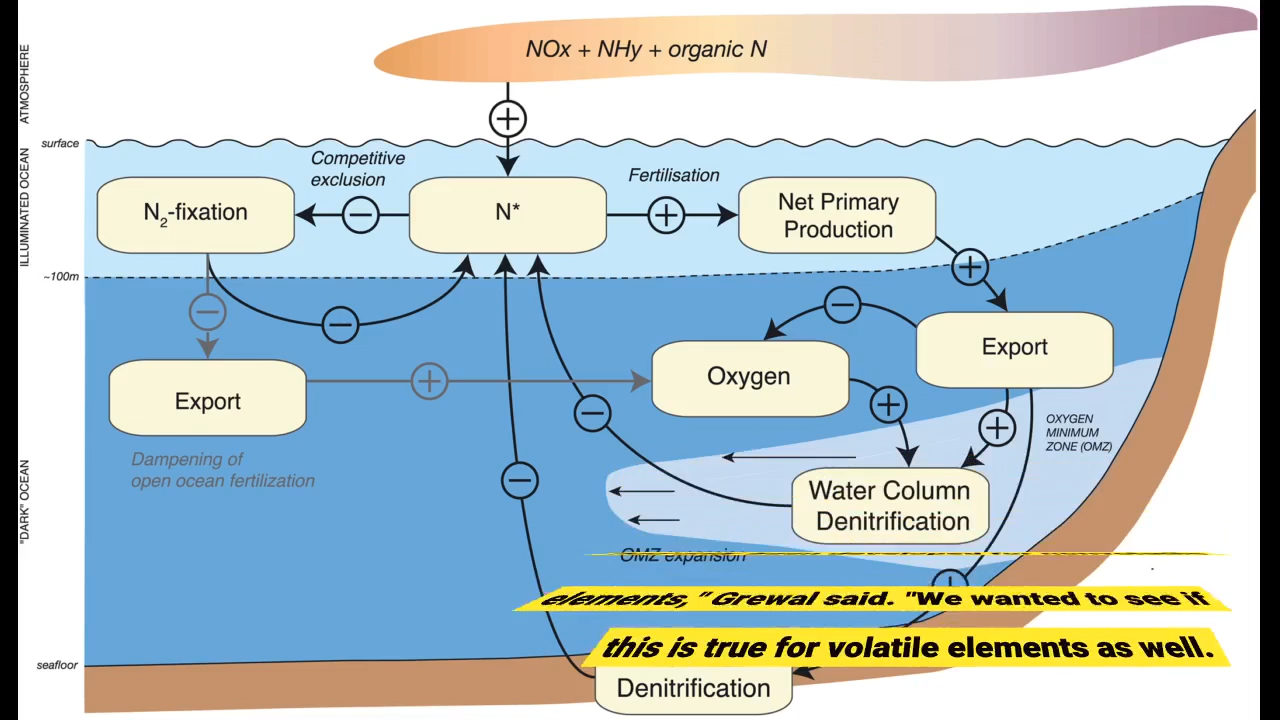 NOx + NHy + organic N
ATMOSPHERE
surface
ILLUMINATED OCEAN
Competitive
exclusion
Fertilisation
N2-fixation
N*
Net Primary
Production
~100m
Export
Oxygen
Export
OXYGEN
MINIMUM
ZONE (OMZ)
Dampening of
open ocean fertilization
"DARK" OCEAN
Water Column
Denitrification
OMZ expansion
elements," Grewal said. "We wanted to see if
this is true for volatile elements as well.
seafloor
Denitrification